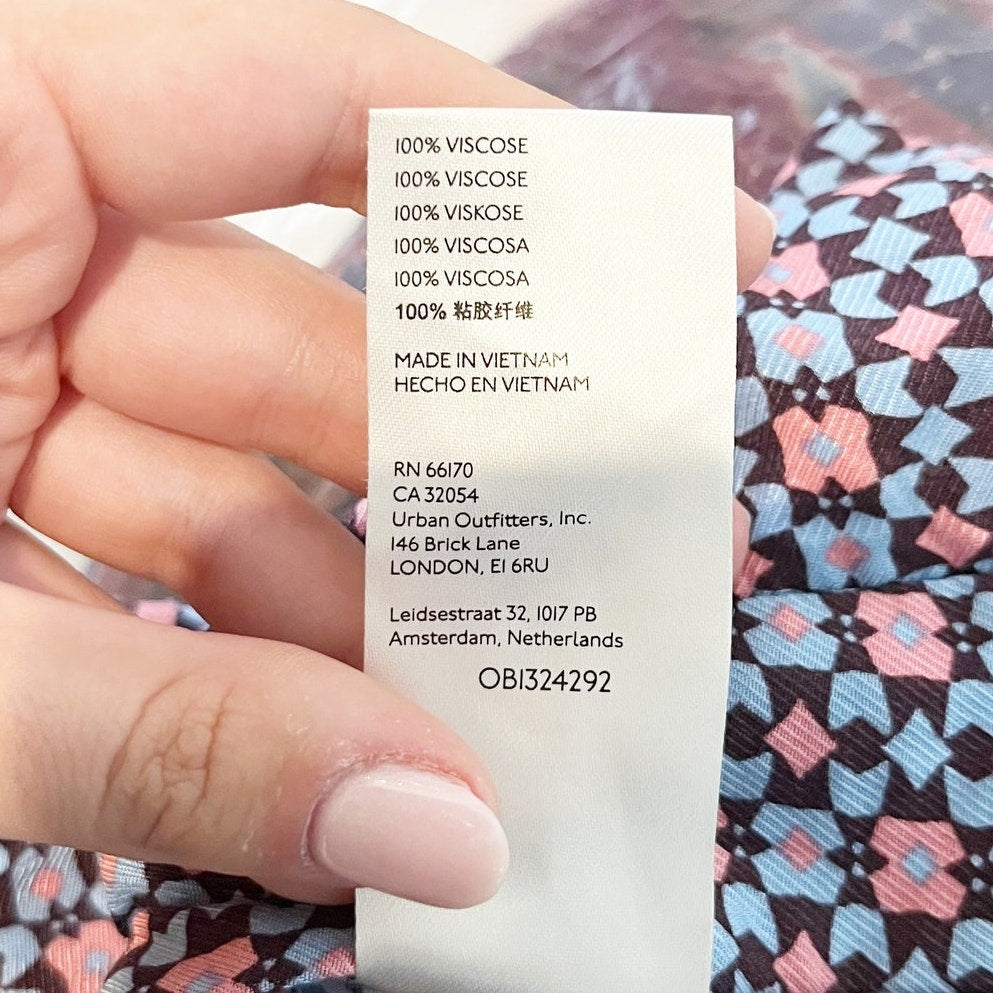 100% VISCOSE
100% VISCOSE
100% VISKOSE
100% VISCOSA
100% VISCOSA
100% 粘胶纤维
MADE IN VIETNAM
HECHO EN VIETNAM
RN 66170
CA 32054
Urban Outfitters, Inc.
146 Brick Lane
LONDON, E1 6RU
Leidsestraat 32, 1017 PB
Amsterdam, Netherlands
OB1324292